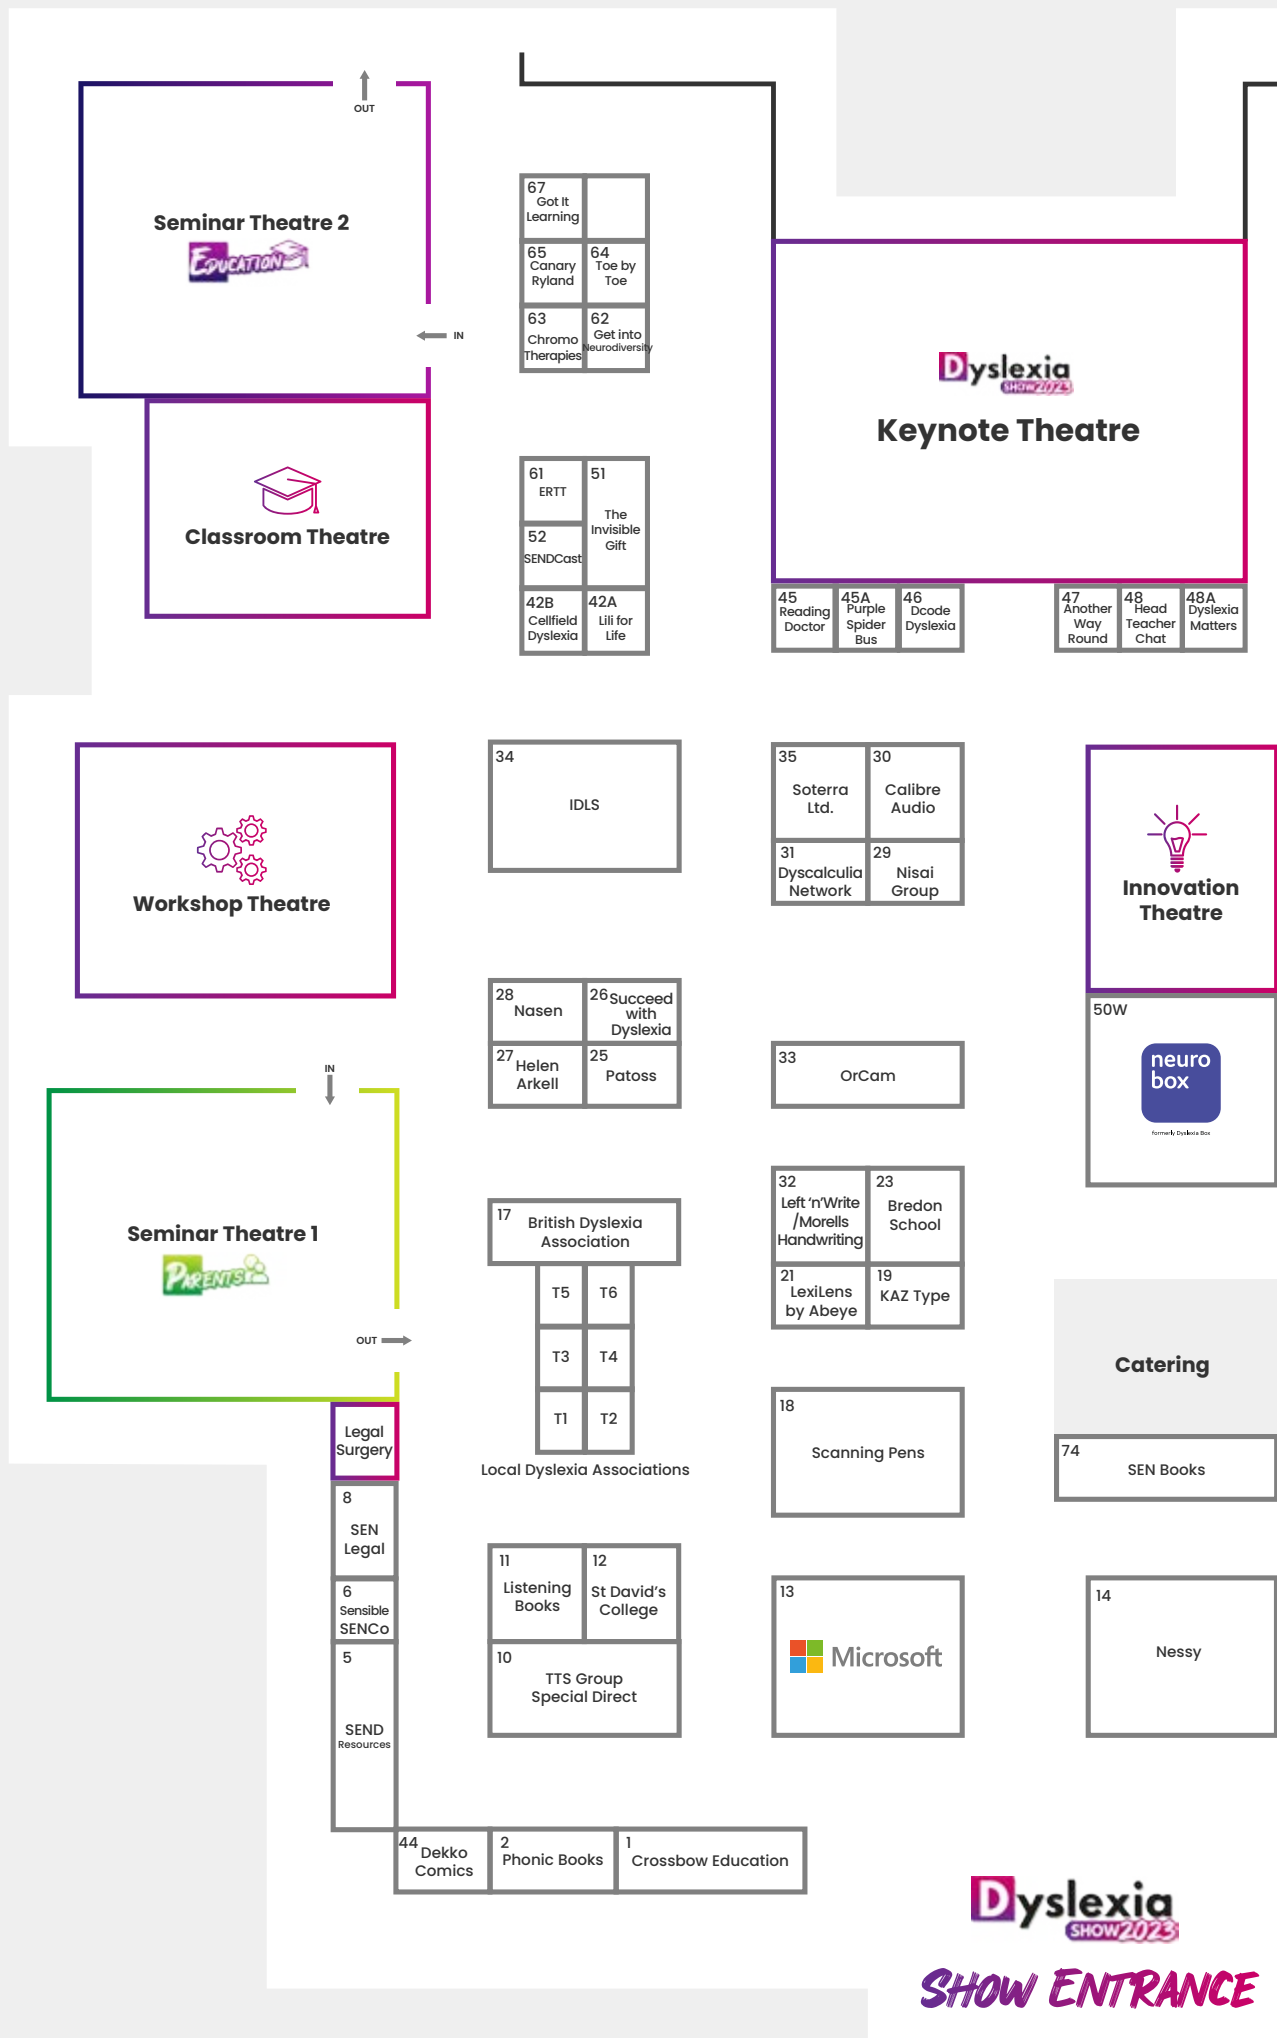 OUT
Seminar Theatre 2
EDUCATION
IN
Classroom Theatre
67
Got It
Learning
65
Canary
Ryland
64
Toe by
Toe
63
Chromo
Therapies
62
Get into
Neurodiversity
Dyslexia
SHOW2023
Keynote Theatre
61
ERTT
51
The
Invisible
Gift
52
SENDCast
42B
Cellfield
Dyslexia
42A
Lili for
Life
45
Reading
Doctor
45A
Purple
Spider
Bus
46
Dcode
Dyslexia
47
Another
Way
Round
48
Head
Teacher
Chat
48A
Dyslexia
Matters
Workshop Theatre
34
IDLS
35
Soterra
Ltd.
30
Calibre
Audio
31
Dyscalculia
Network
29
Nisai
Group
Innovation
Theatre
28
Nasen
26
Succeed
with
Dyslexia
27
Helen
Arkell
25
Patoss
33
OrCam
50W
neuro
box
formerly Dyslexia Box
IN
Seminar Theatre 1
PARENTS
OUT
17
British Dyslexia
Association
T5
T6
T3
T4
T1
T2
Local Dyslexia Associations
32
Left ‘n’Write
/Morells
Handwriting
23
Bredon
School
21
LexiLens
by Abeye
19
KAZ Type
Catering
Legal
Surgery
18
Scanning Pens
74
SEN Books
8
SEN
Legal
6
Sensible
SENCo
5
SEND
Resources
11
Listening
Books
12
St David’s
College
10
TTS Group
Special Direct
13
Microsoft
14
Nessy
44
Dekko
Comics
2
Phonic Books
1
Crossbow Education
Dyslexia
SHOW2023
SHOW ENTRANCE